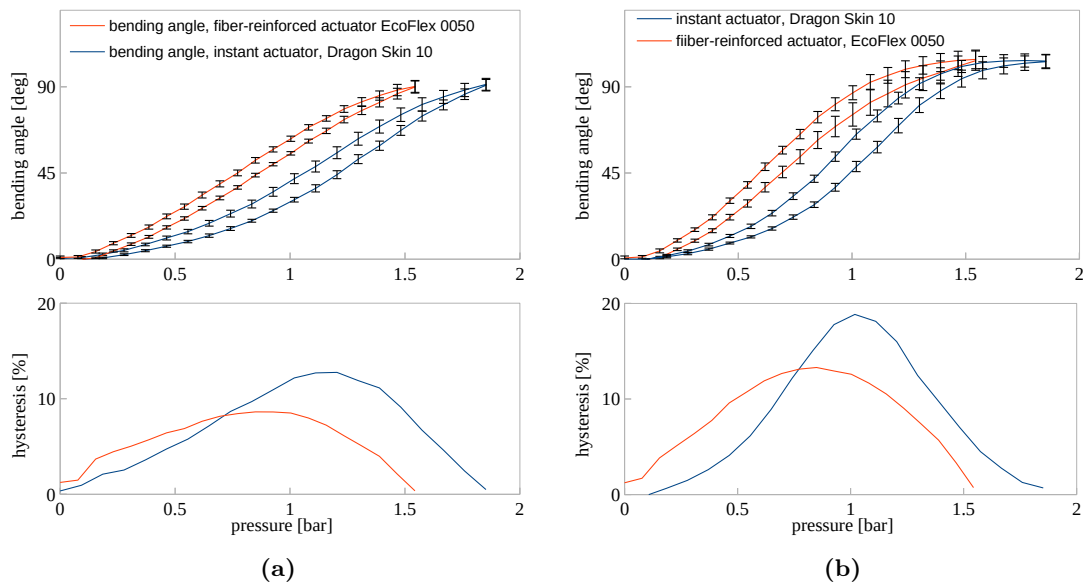 bending angle, fiber-reinforced actuator EcoFlex 0050
bending angle, instant actuator, Dragon Skin 10
90
45
0
bending angle [deg]
0
0.5
1
1.5
2
20
10
0
hysteresis [%]
0
0.5
1
1.5
2
pressure [bar]
(a)
instant actuator, Dragon Skin 10
fiiber-reinforced actuator, EcoFlex 0050
90
45
0
bending angle [deg]
0
0.5
1
1.5
2
20
10
0
hysteresis [%]
0
0.5
1
1.5
2
pressure [bar]
(b)